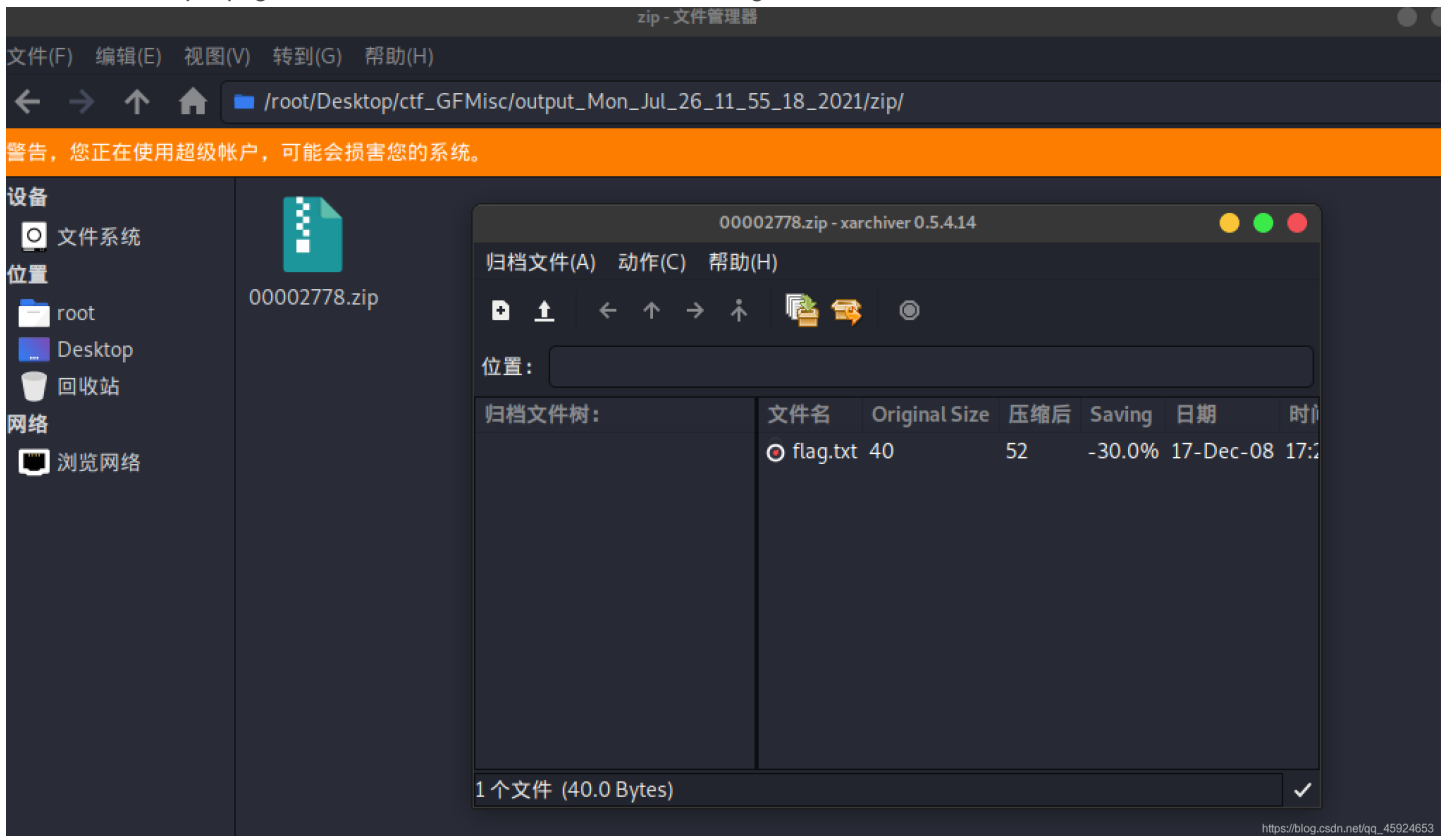 zip - 文件管理器
文件(F) 编辑(E) 视图(V) 转到(G) 帮助(H)
/root/Desktop/ctf_GFMisc/output_Mon_Jul_26_11_55_18_2021/zip/
警告，您正在使用超级帐户，可能会损害您的系统。
设备
文件系统
位置
root
Desktop
回收站
网络
浏览网络
00002778.zip
00002778.zip - xarchiver 0.5.4.14
归档文件(A) 动作(C) 帮助(H)
位置：
归档文件树：
文件名 Original Size 压缩后 Saving 日期
flag.txt 40 52 -30.0% 17-Dec-08
1 个文件 (40.0 Bytes)
https://blog.csdn.net/qq_45924653